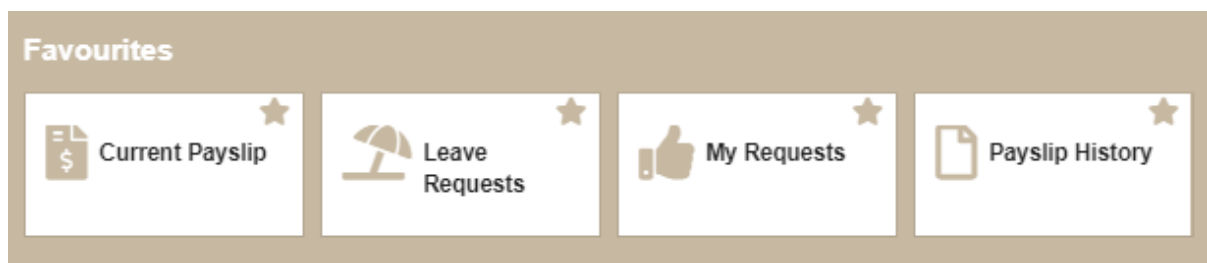 Favourites
$
Current Payslip
Leave
Requests
My Requests
Payslip History